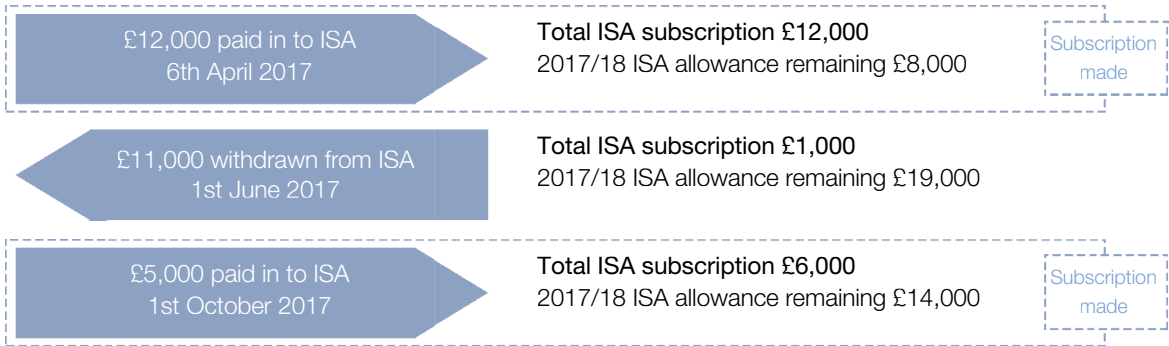 £12,000 paid in to ISA
6th April 2017
Total ISA subscription £12,000
2017/18 ISA allowance remaining £8,000
Subscription
made
£11,000 withdrawn from ISA
1st June 2017
Total ISA subscription £1,000
2017/18 ISA allowance remaining £19,000
£5,000 paid in to ISA
1st October 2017
Total ISA subscription £6,000
2017/18 ISA allowance remaining £14,000
Subscription
made